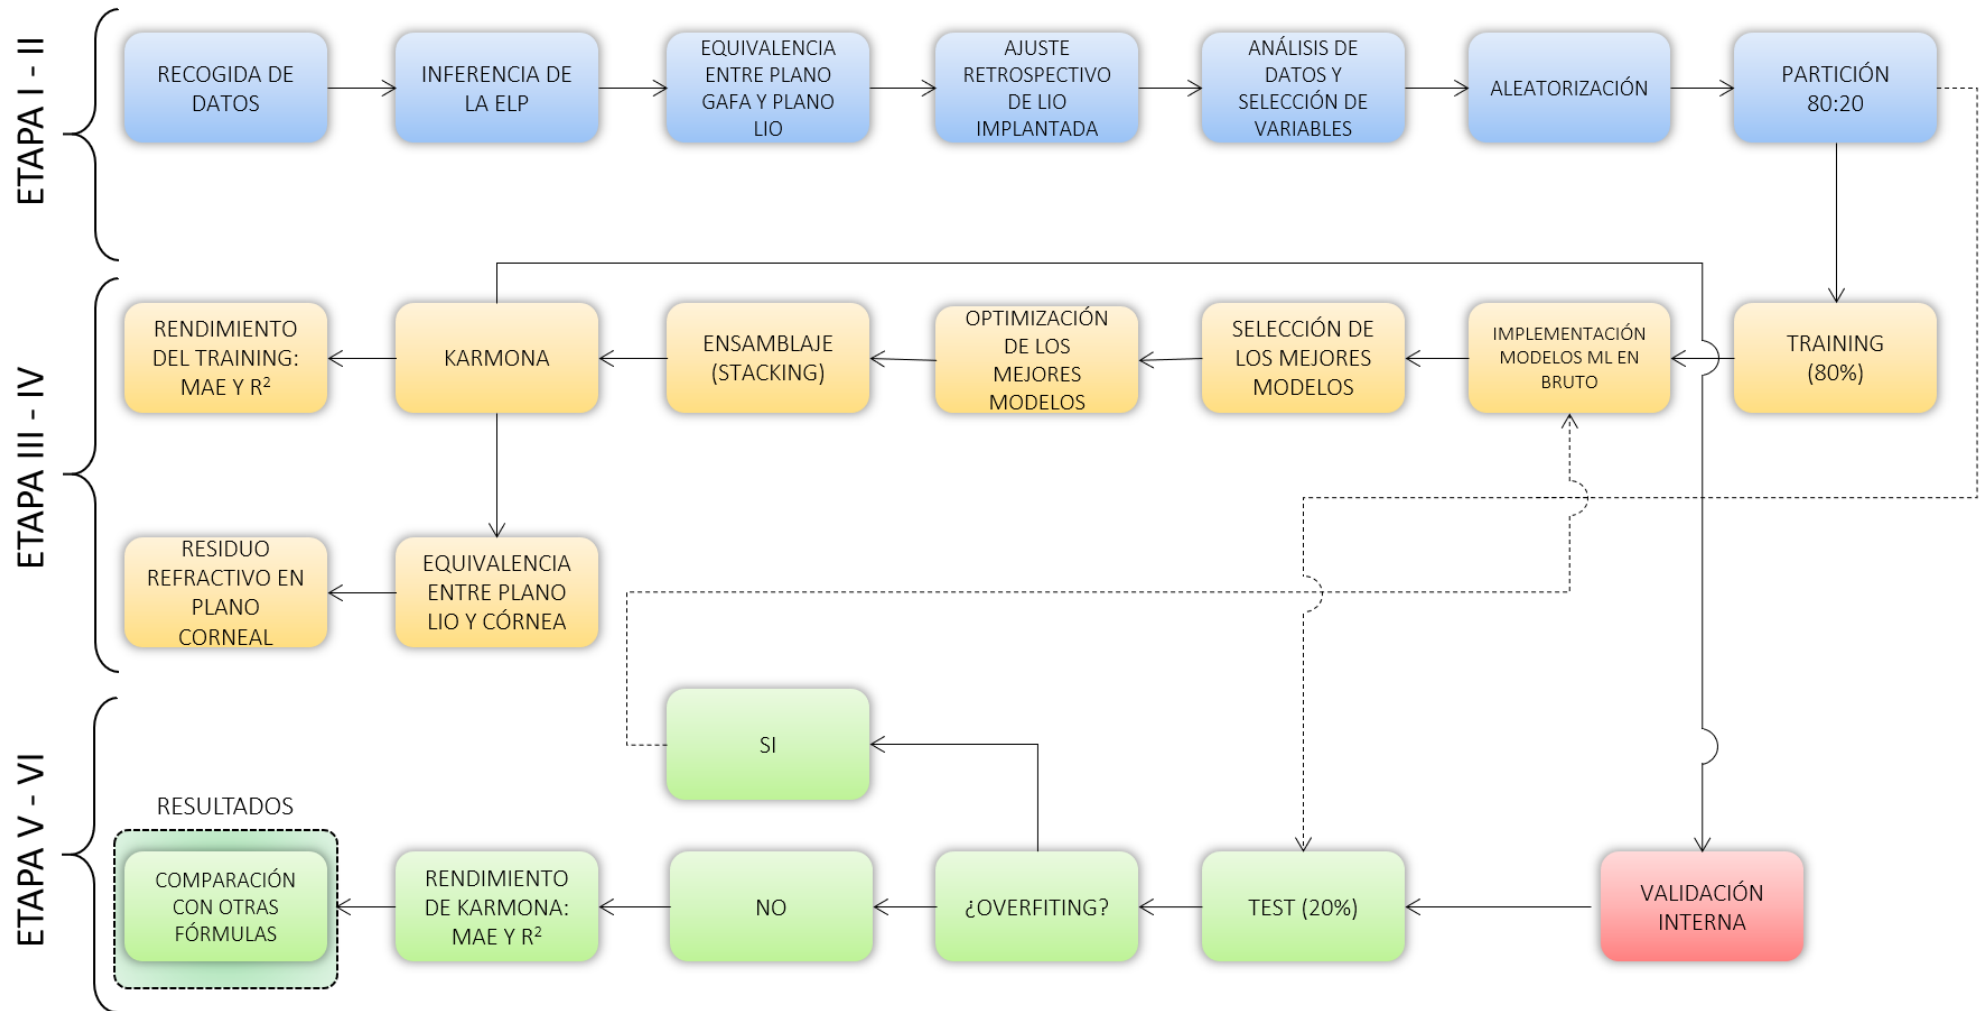 ETAPA I - II
RECOGIDA DE
DATOS
INFERENCIA DE
LA ELP
EQUIVALENCIA
ENTRE PLANO
GAFA Y PLANO
LIO
AJUSTE
RETROSPECTIVO
DE LIO
IMPLANTADA
ANÁLISIS DE
DATOS Y
SELECCIÓN DE
VARIABLES
ALEATORIZACIÓN
PARTICIÓN
80:20
ETAPA III - IV
RENDIMIENTO
DEL TRAINING:
MAE Y R²
KARMONA
ENSAMBLAJE
(STACKING)
OPTIMIZACIÓN
DE LOS
MEJORES
MODELOS
SELECCIÓN DE
LOS MEJORES
MODELOS
IMPLEMENTACIÓN
MODELOS ML EN
BRUTO
TRAINING
(80%)
RESIDUO
REFRACTIVO EN
PLANO
CORNEAL
EQUIVALENCIA
ENTRE PLANO
LIO Y CÓRNEA
ETAPA V - VI
SI
RESULTADOS
COMPARACIÓN
CON OTRAS
FÓRMULAS
RENDIMIENTO
DE KARMONA:
MAE Y R²
NO
¿OVERFITING?
TEST (20%)
VALIDACIÓN
INTERNA